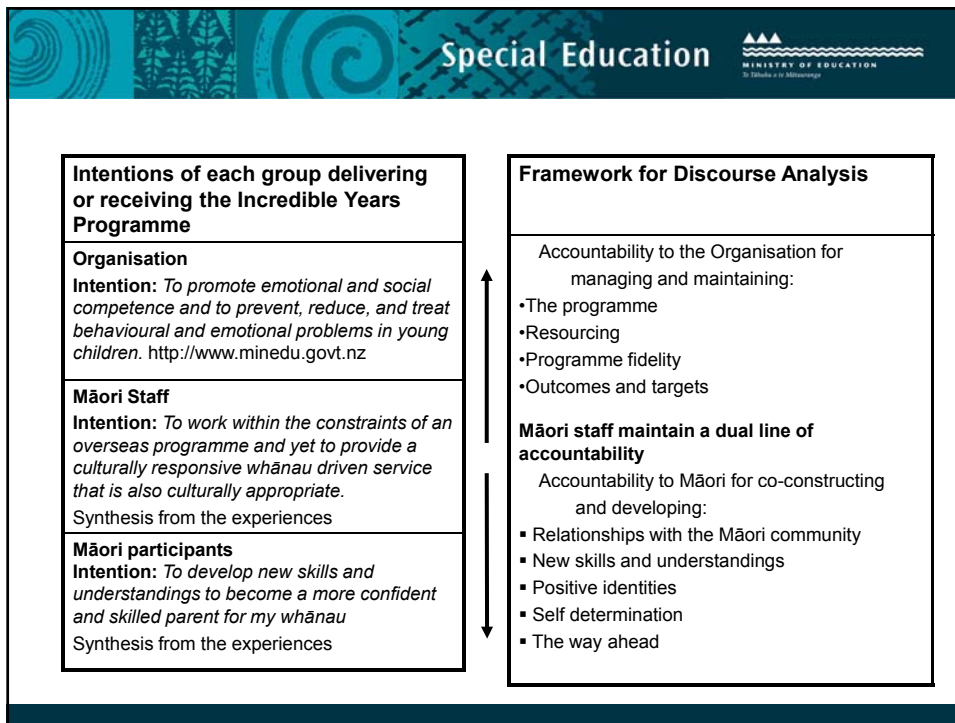 Special Education
MINISTRY OF EDUCATION
Te Tāhuhu o te Mātauranga
Intentions of each group delivering
or receiving the Incredible Years
Programme
Organisation
Intention: To promote emotional and social
competence and to prevent, reduce, and treat
behavioural and emotional problems in young
children. http://www.minedu.govt.nz
Māori Staff
Intention: To work within the constraints of an
overseas programme and yet to provide a
culturally responsive whānau driven service
that is also culturally appropriate.
Synthesis from the experiences
Māori participants
Intention: To develop new skills and
understandings to become a more confident
and skilled parent for my whānau
Synthesis from the experiences
Framework for Discourse Analysis
Accountability to the Organisation for
managing and maintaining:
•The programme
•Resourcing
•Programme fidelity
•Outcomes and targets
Māori staff maintain a dual line of
accountability
Accountability to Māori for co-constructing
and developing:
▪ Relationships with the Māori community
▪ New skills and understandings
▪ Positive identities
▪ Self determination
▪ The way ahead